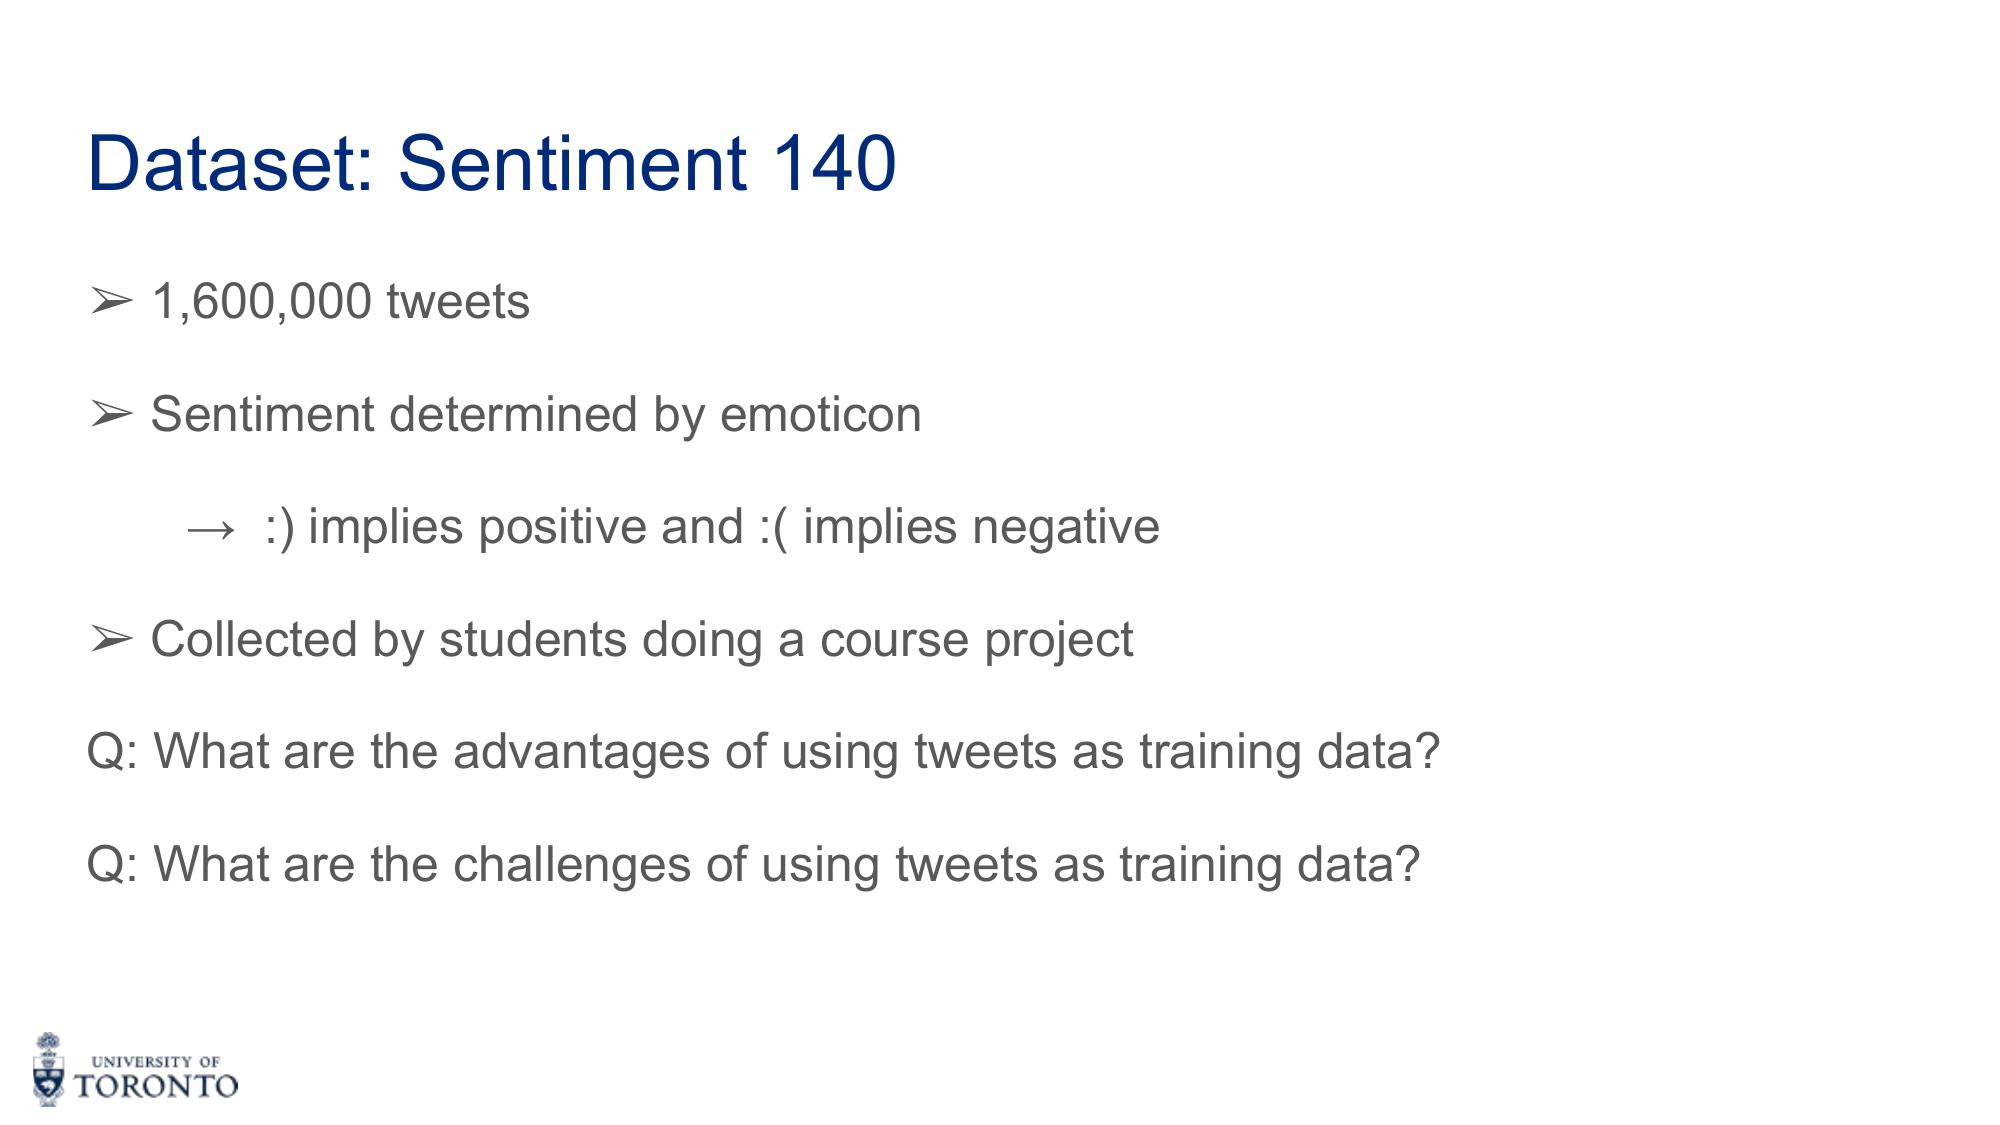 Dataset: Sentiment 140
➢ 1,600,000 tweets
➢ Sentiment determined by emoticon
→ :) implies positive and :( implies negative
➢ Collected by students doing a course project
Q: What are the advantages of using tweets as training data?
Q: What are the challenges of using tweets as training data?
UNIVERSITY OF
TORONTO